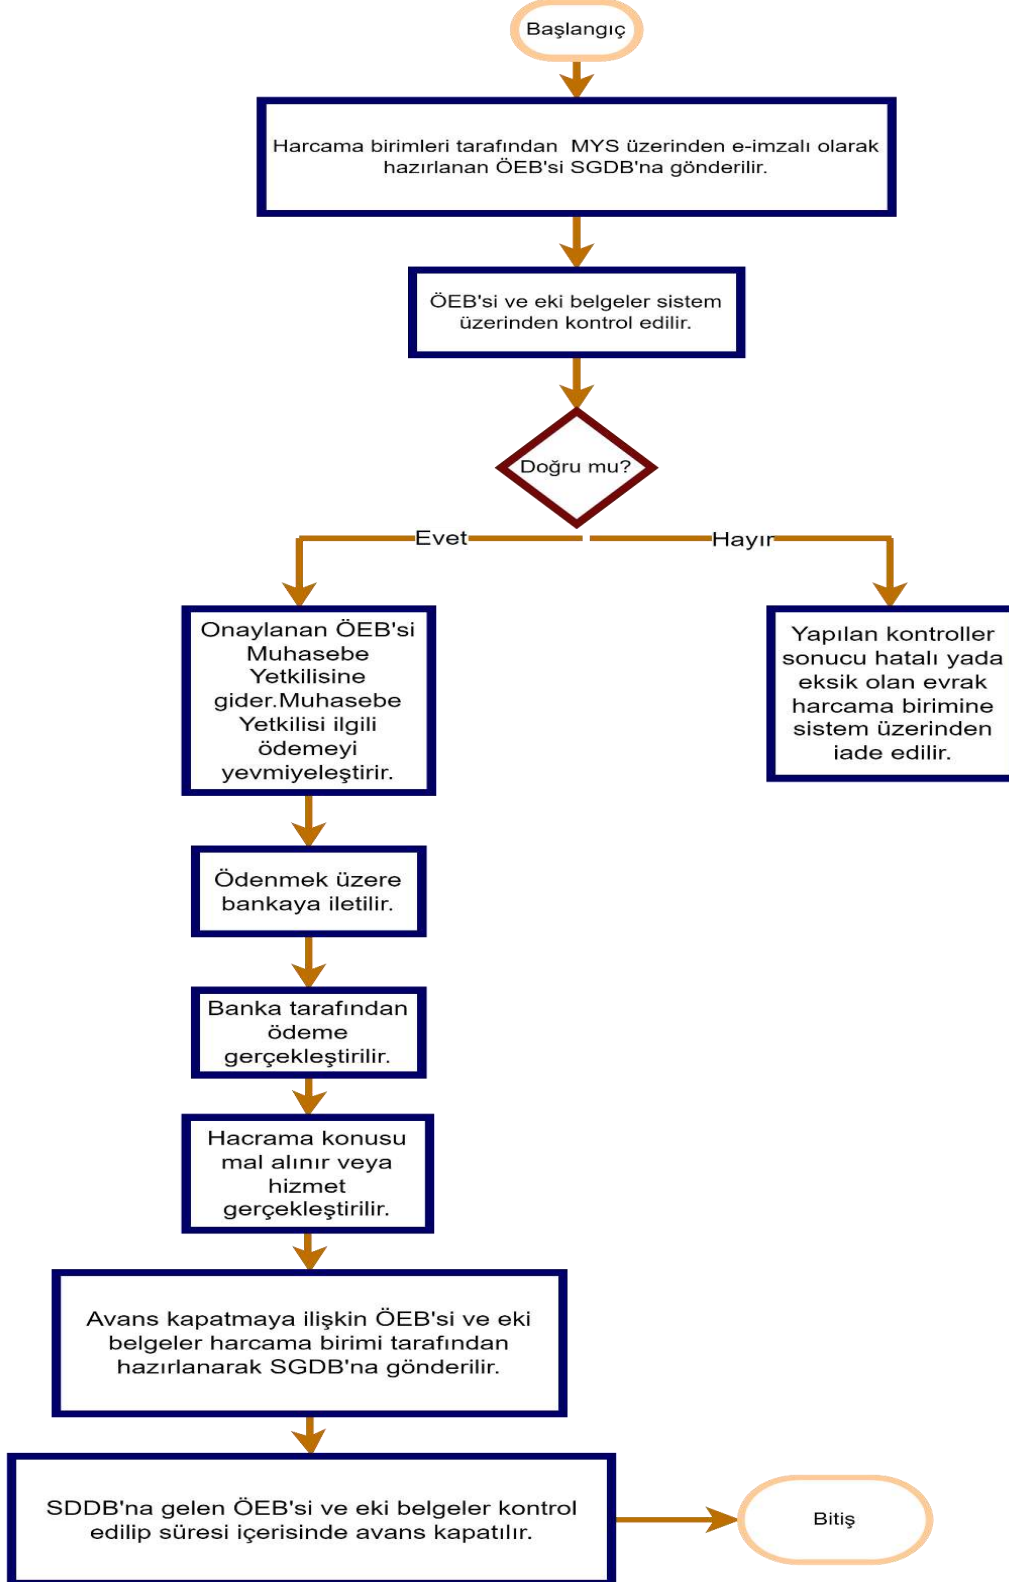 Başlangıç
Harcama birimleri tarafından MYS üzerinden e-imzalı olarak
hazırlanan ÖEB'si SGDB'na gönderilir.
ÖEB'si ve eki belgeler sistem
üzerinden kontrol edilir.
Doğru mu?
Evet
Hayır
Onaylanan ÖEB'si
Muhasebe
Yetkilisine
gider.Muhasebe
Yetkilisi ilgili
ödemeyi
yevmiyeleştirir.
Yapılan kontroller
sonucu hatalı yada
eksik olan evrak
harcama birimine
sistem üzerinden
iade edilir.
Ödenmek üzere
bankaya iletilir.
Banka tarafından
ödeme
gerçekleştirilir.
Hacrama konusu
mal alınır veya
hizmet
gerçekleştirilir.
Avans kapatmaya ilişkin ÖEB'si ve eki
belgeler harcama birimi tarafından
hazırlanarak SGDB'na gönderilir.
SDDB'na gelen ÖEB'si ve eki belgeler kontrol
edilip süresi içerisinde avans kapatılır.
Bitiş